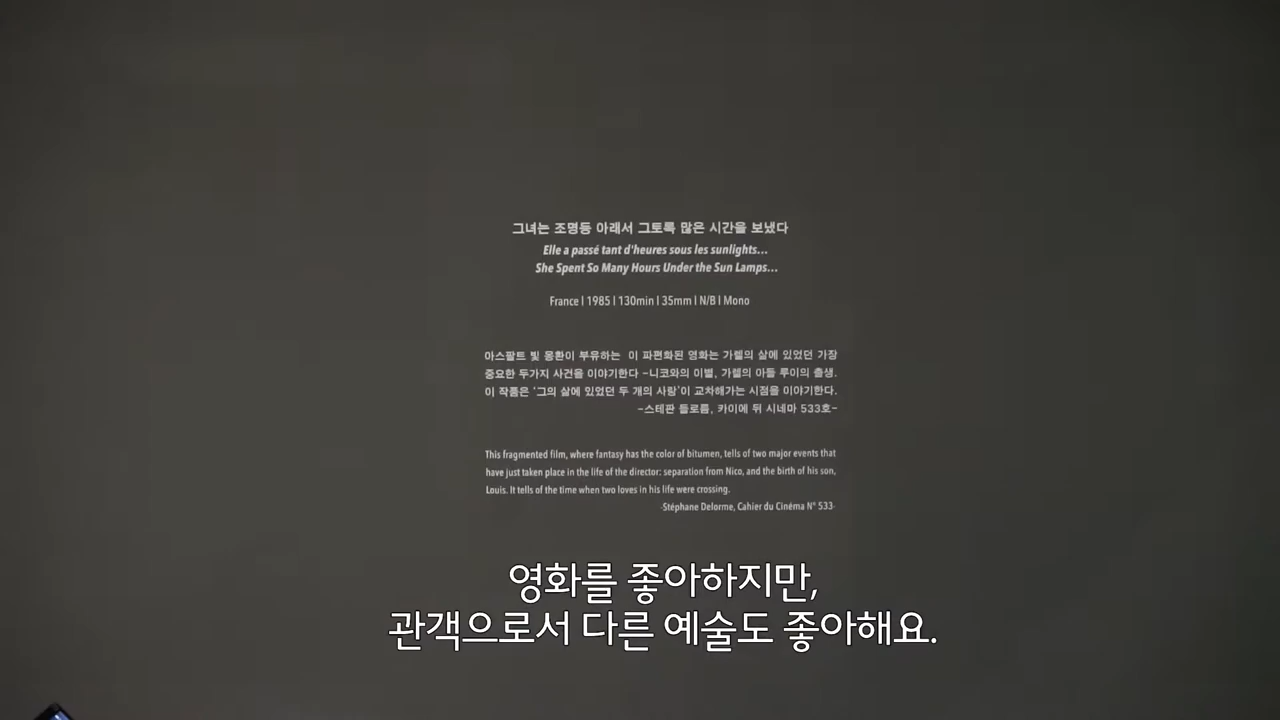 그녀는 조명등 아래서 그토록 많은 시간을 보냈다
Elle a passé tant d'heures sous les sunlights...
She Spent So Many Hours Under the Sun Lamps...
France | 1985 | 130min | 35mm | N/B | Mono
아스팔트 빛 몽환이 부유하는 이 파편화된 영화는 가렐의 삶에 있었던 가장
중요한 두가지 사건을 이야기한다 -니코와의 이별, 가렐의 아들 루이의 출생.
이 작품은 '그의 삶에 있었던 두 개의 사랑'이 교차해가는 시점을 이야기한다.
-스테판 들로름, 카이에 뒤 시네마 533호-
This fragmented film, where fantasy has the color of bitumen, tells of two major events that
have just taken place in the life of the director: separation from Nico, and the birth of his son,
Louis. It tells of the time when two loves in his life were crossing.
-Stéphane Delorme, Cahier du Cinéma N° 533-
영화를 좋아하지만,
관객으로서 다른 예술도 좋아해요.